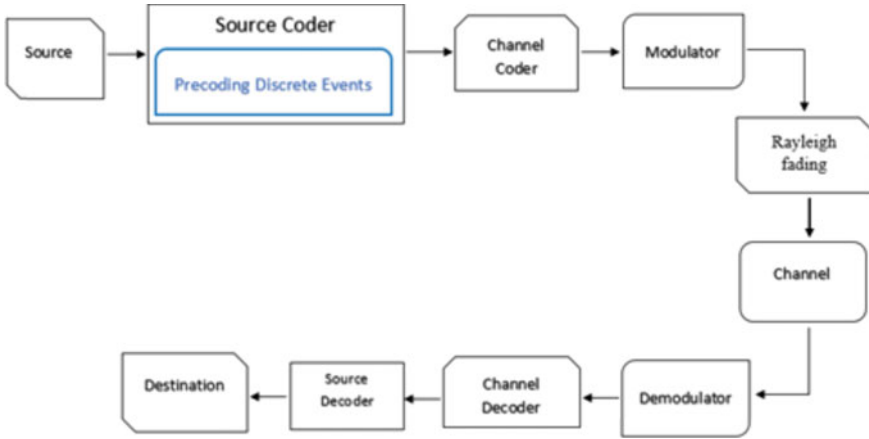 Source
Source Coder
Precoding Discrete Events
Channel
Coder
Modulator
Rayleigh
fading
Channel
Demodulator
Channel
Decoder
Source
Decoder
Destination